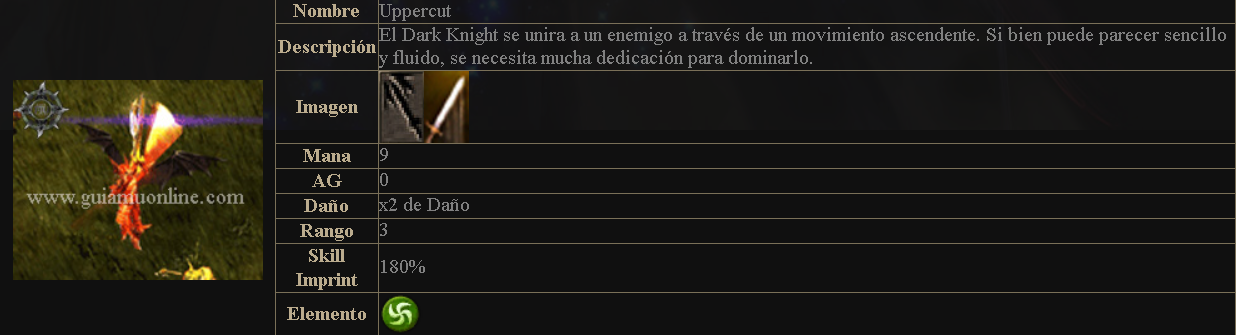 Nombre Uppercut
Descripción El Dark Knight se unira a un enemigo a través de un movimiento ascendente. Si bien puede parecer sencillo
y fluido, se necesita mucha dedicación para dominarlo.
Imagen
www.guiamuonline.com
Mana 9
AG 0
Daño x2 de Daño
Rango 3
Skill
Imprint 180%
Elemento